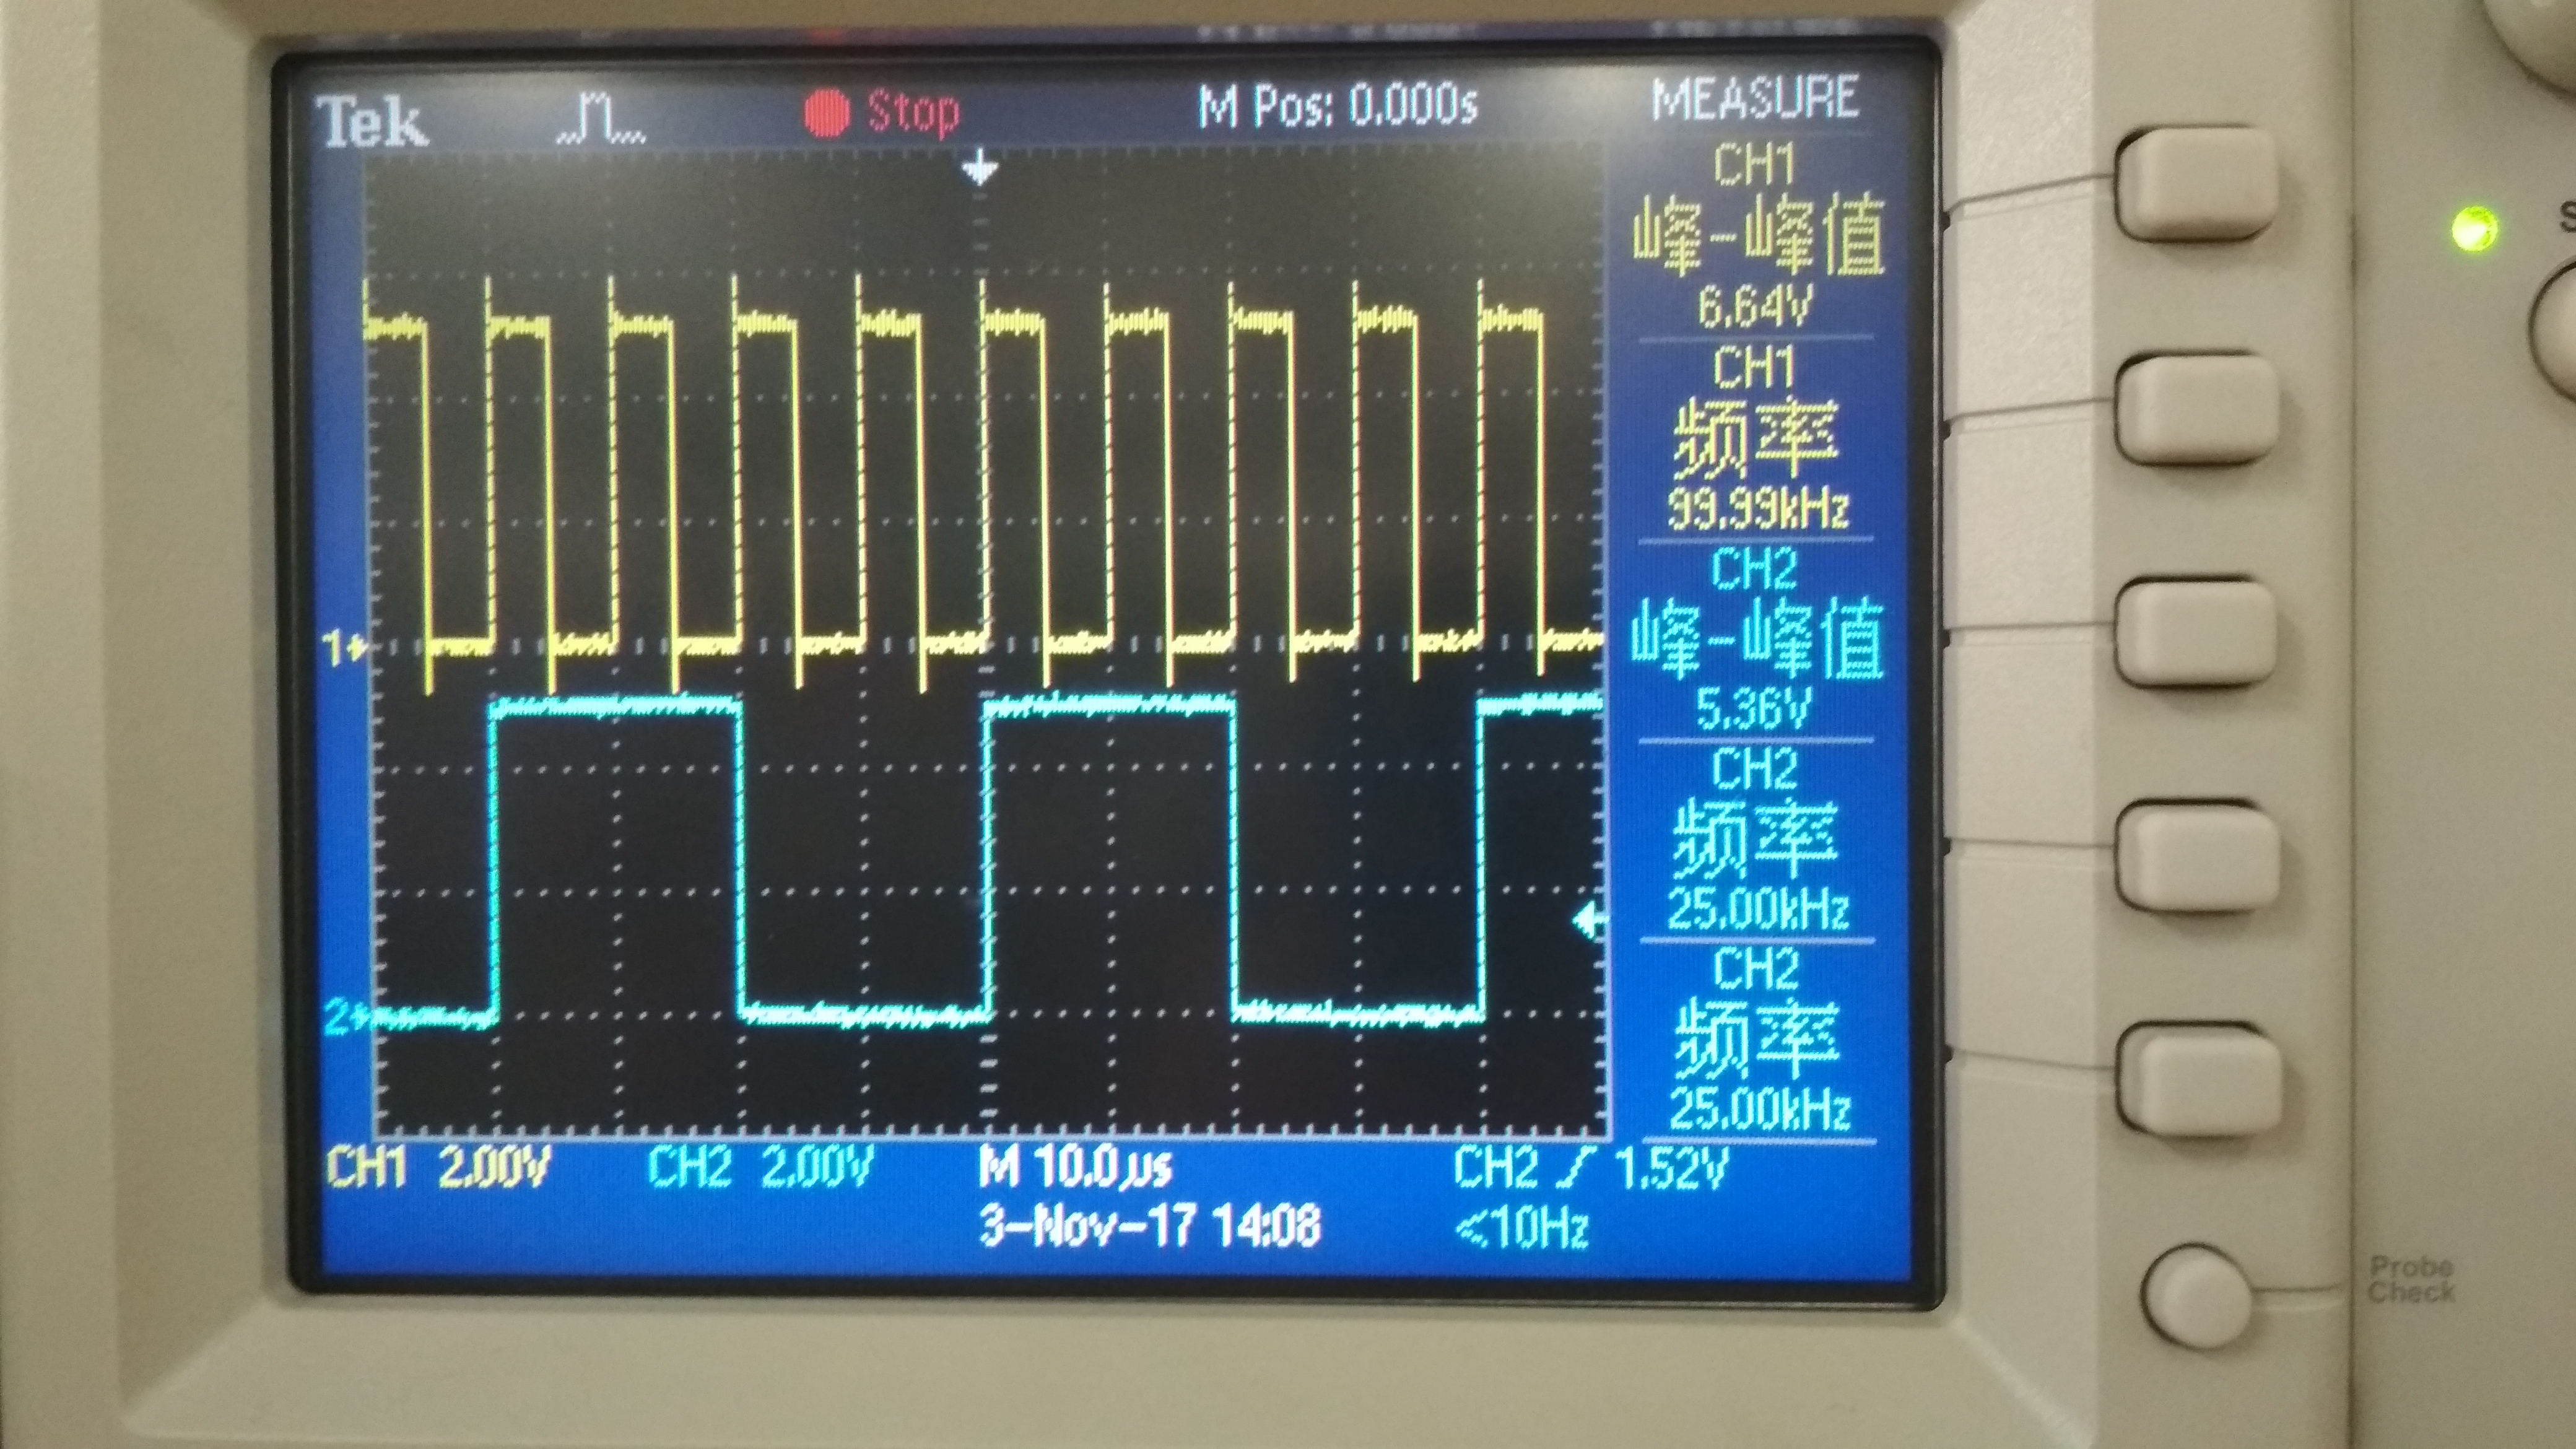 Tek Stop M Pos: 0.000s MEASURE
CH1
峰-峰值
6.64V
CH1
频率
99.99kHz
1
CH2
峰-峰值
5.36V
CH2
频率
25.00kHz
2
CH2
频率
25.00kHz
CH1 2.00V CH2 2.00V M 10.0µs CH2 1.52V
3-Nov-17 14:08 <10Hz
Probe
Check